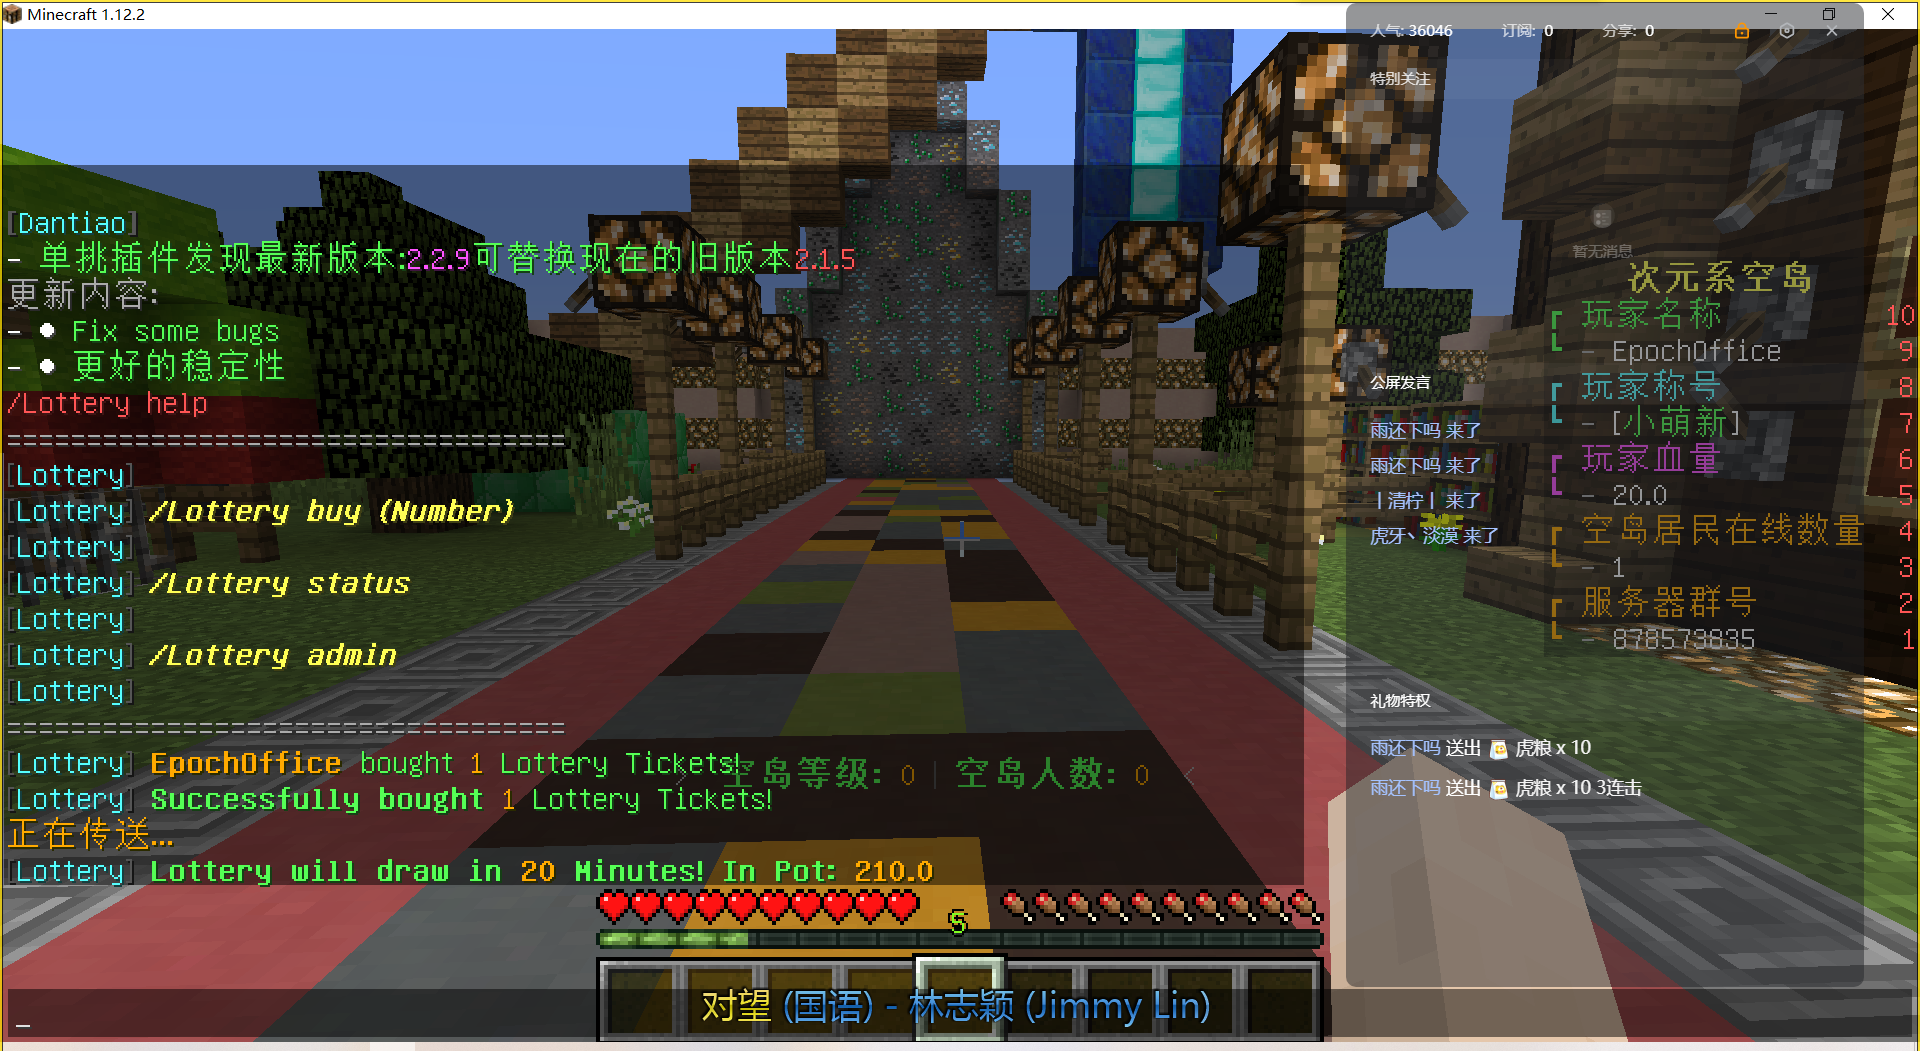 Minecraft 1.12.2
人气: 36046 订阅: 0 分享: 0
特别关注
暂无消息
[Dantiao]
- 单挑插件发现最新版本:2.2.9可替换现在的旧版本2.1.5
更新内容:
- ● Fix some bugs
- ● 更好的稳定性
/Lottery help
===================================
[Lottery]
[Lottery] /Lottery buy (Number)
[Lottery]
[Lottery] /Lottery status
[Lottery]
[Lottery] /Lottery admin
[Lottery]
===================================
[Lottery] EpochOffice bought 1 Lottery Tickets!
[Lottery] Successfully bought 1 Lottery Tickets!
正在传送...
[Lottery] Lottery will draw in 20 Minutes! In Pot: 210.0
空岛等级: 0 | 空岛人数: 0
5
对望 (国语) - 林志颖 (Jimmy Lin)
_
次元系空岛
玩家名称 10
- EpochOffice 9
玩家称号 8
- [小萌新] 7
玩家血量 6
- 20.0 5
空岛居民在线数量 4
- 1 3
服务器群号 2
- 878573835 1
公屏发言
雨还下吗 来了
雨还下吗 来了
丨清柠丨 来了
虎牙丶淡漠 来了
礼物特权
雨还下吗 送出 虎粮 x 10
雨还下吗 送出 虎粮 x 10 3连击